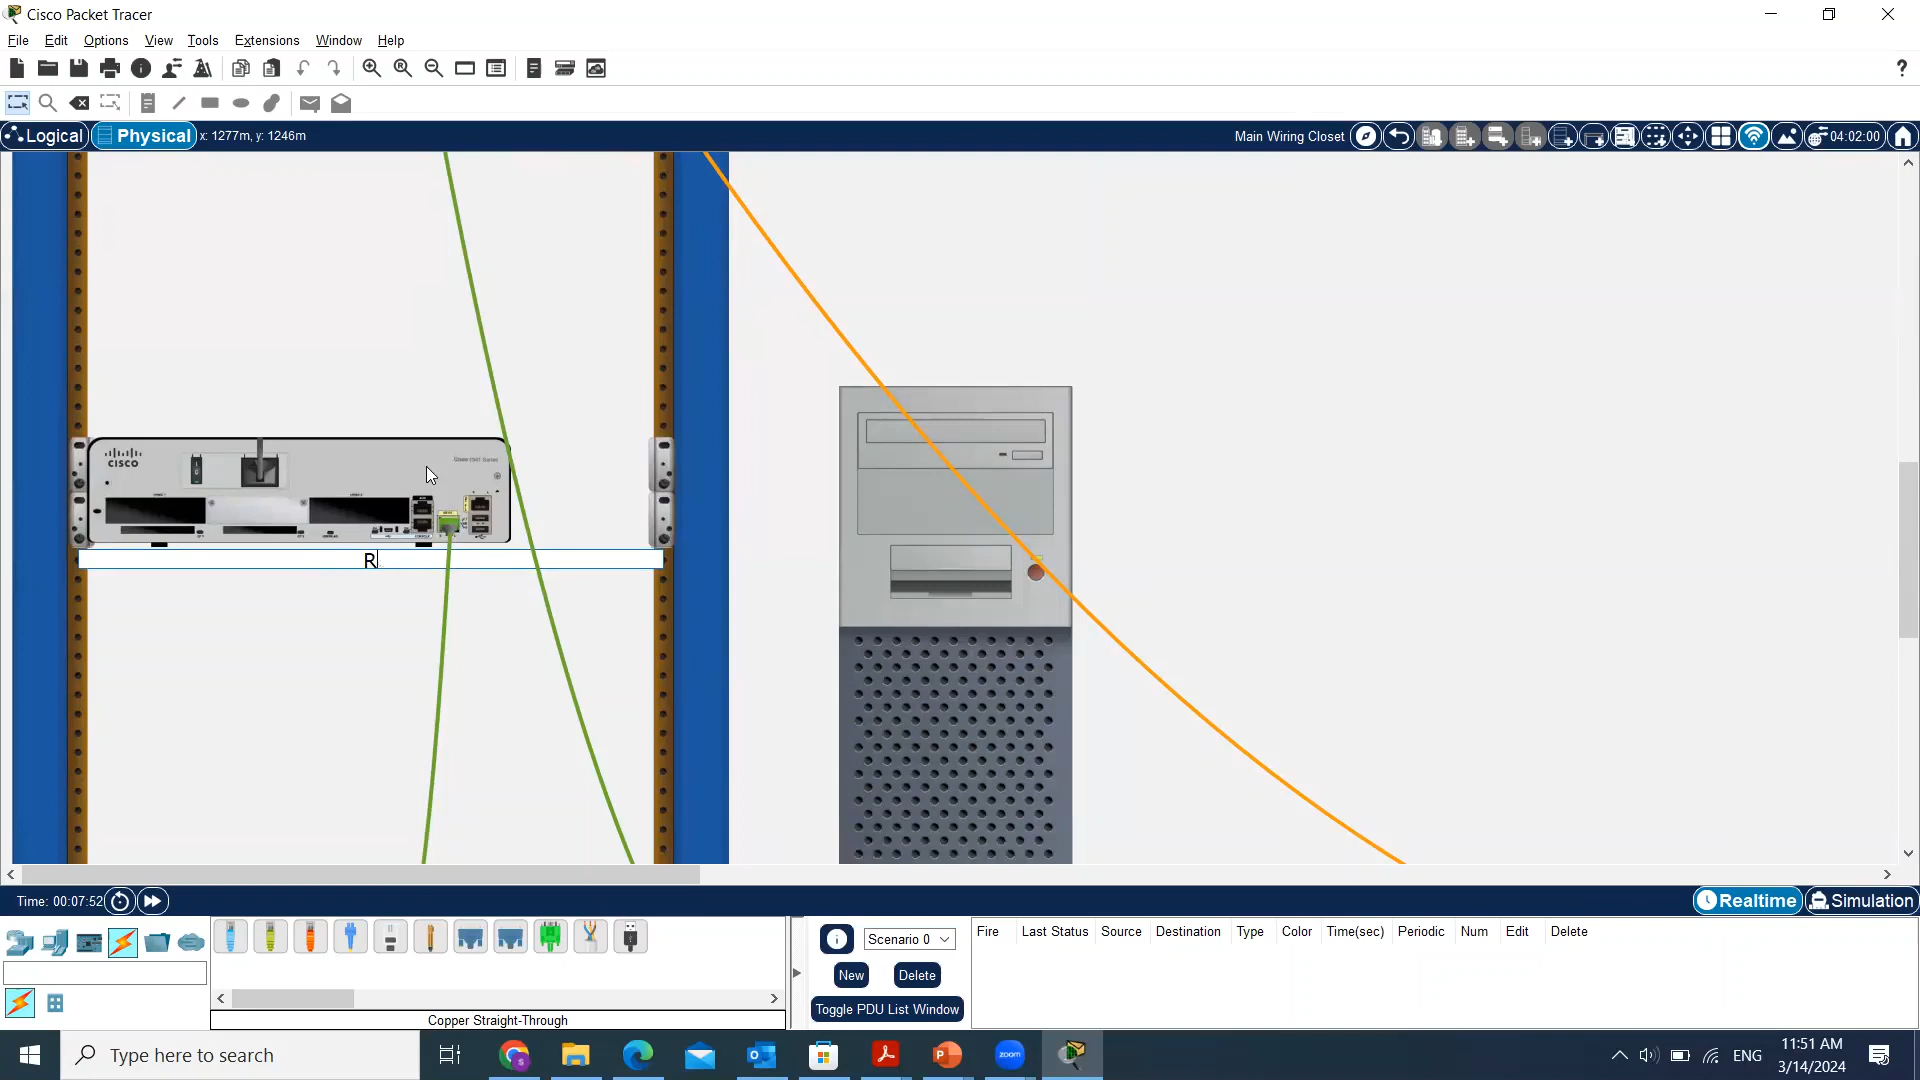 Cisco Packet Tracer
File Edit Options View Tools Extensions Window Help
Logical Physical x: 1277m, y: 1246m Main Wiring Closet 04:02:00
CISCO
R
Time: 00:07:52 Realtime Simulation
Scenario 0
New Delete
Toggle PDU List Window
Fire Last Status Source Destination Type Color Time(sec) Periodic Num Edit Delete
Copper Straight-Through
Type here to search
zoom
ENG
11:51 AM
3/14/2024